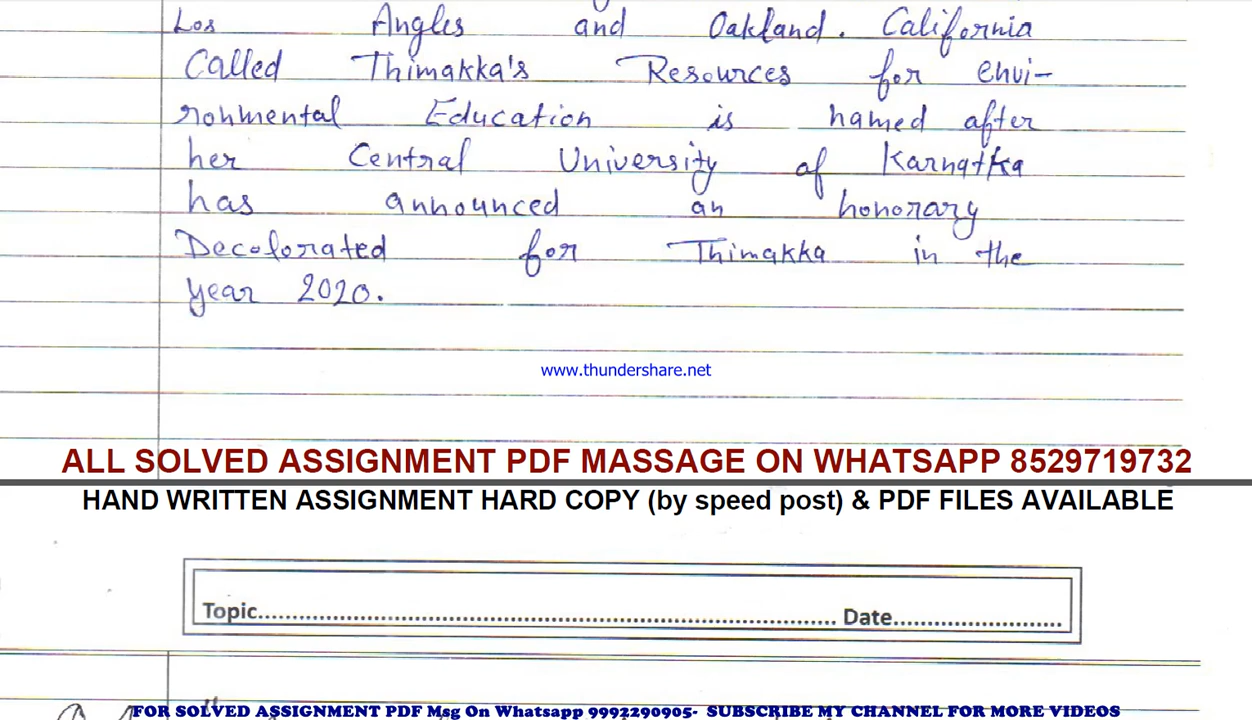 Los Angles and Oakland. California
Called Thimakka's Resources for envi-
ronmental Education is named after
her Central University of Karnatka
has announced an honorary
Decolorated for Thimakka in the
year 2020.
www.thundershare.net
ALL SOLVED ASSIGNMENT PDF MASSAGE ON WHATSAPP 8529719732
HAND WRITTEN ASSIGNMENT HARD COPY (by speed post) & PDF FILES AVAILABLE
Topic.................................................................................... Date.........................
FOR SOLVED ASSIGNMENT PDF Msg On Whatsapp 9992290905- SUBSCRIBE MY CHANNEL FOR MORE VIDEOS